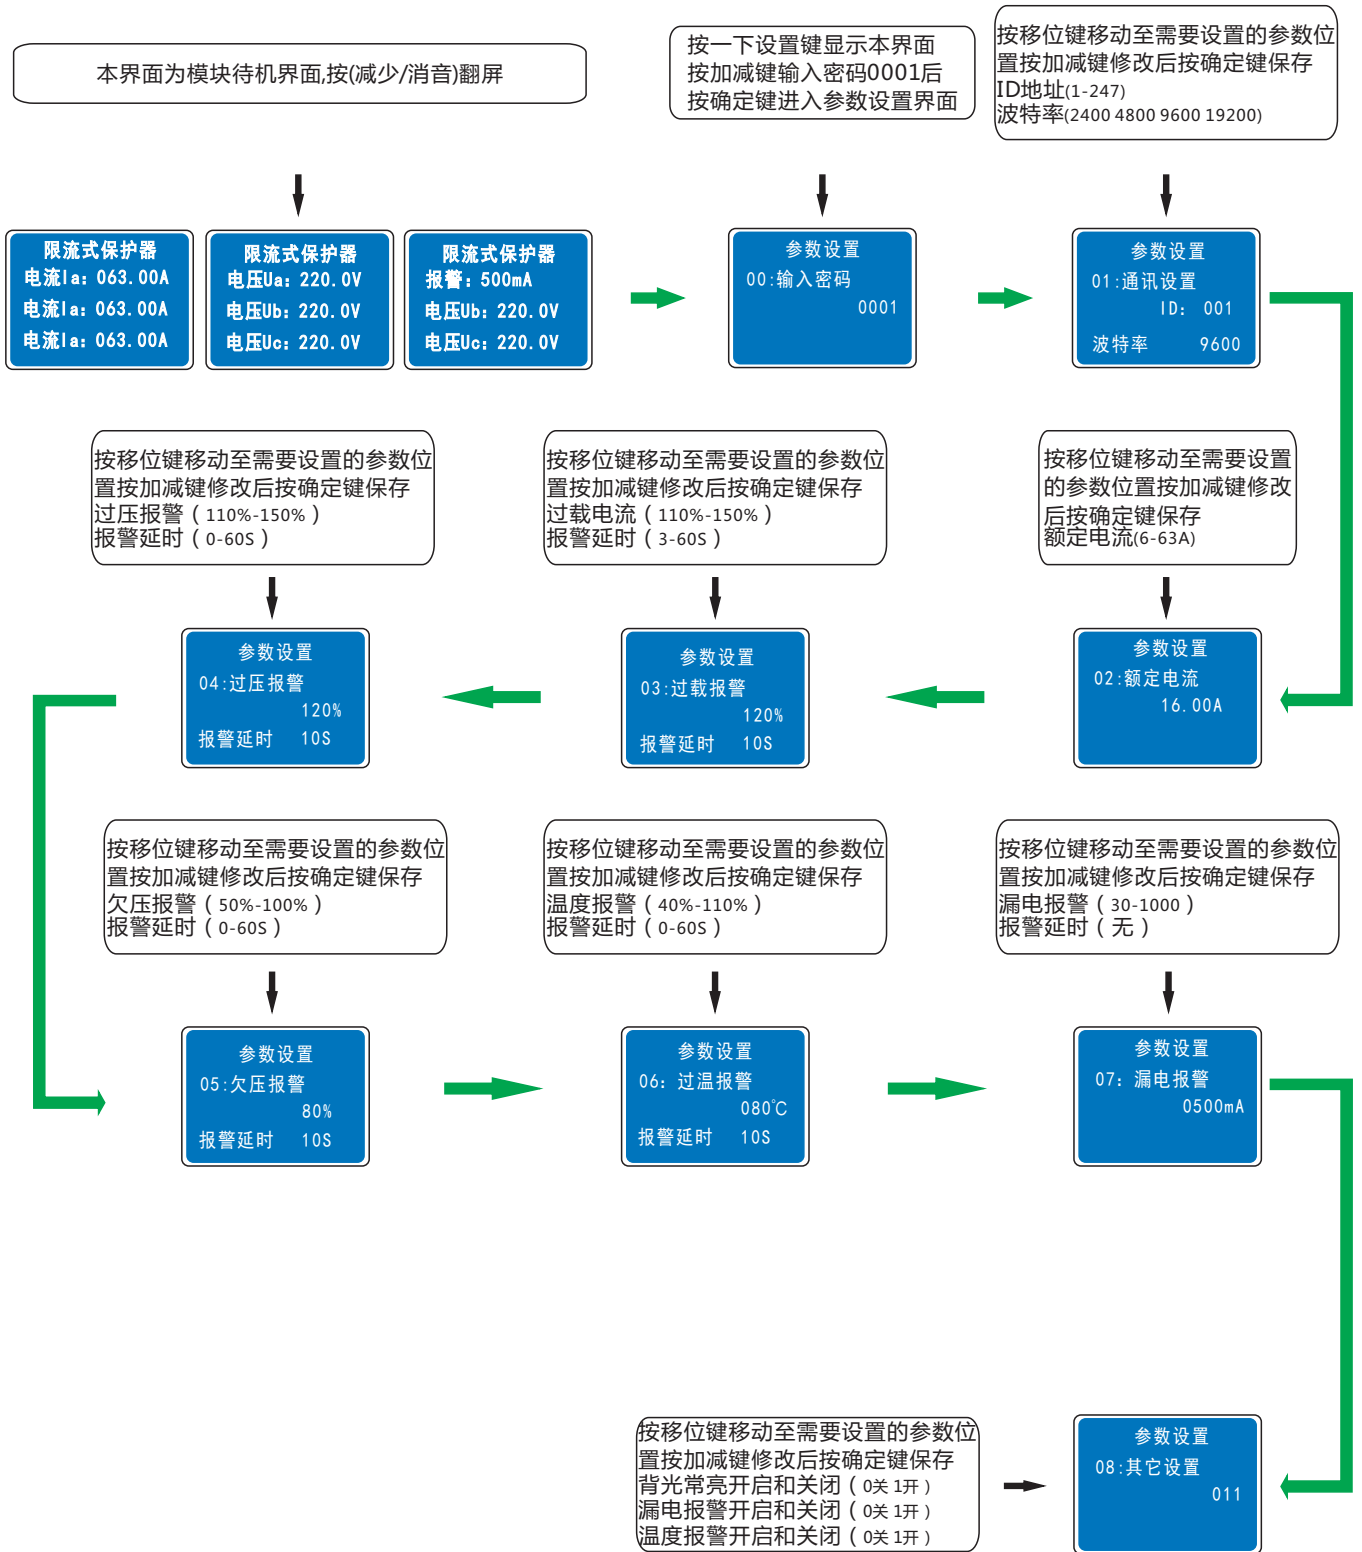 本界面为模块待机界面,按(减少/消音)翻屏
按一下设置键显示本界面
按加减键输入密码0001后
按确定键进入参数设置界面
按移位键移动至需要设置的参数位
置按加减键修改后按确定键保存
ID地址(1-247)
波特率(2400 4800 9600 19200)
限流式保护器
电流Ia: 063.00A
电流Ia: 063.00A
电流Ia: 063.00A
限流式保护器
电压Ua: 220.0V
电压Ub: 220.0V
电压Uc: 220.0V
限流式保护器
报警: 500mA
电压Ub: 220.0V
电压Uc: 220.0V
参数设置
00:输入密码
0001
参数设置
01:通讯设置
ID: 001
波特率 9600
按移位键移动至需要设置的参数位
置按加减键修改后按确定键保存
过压报警（110%-150%）
报警延时（0-60S）
按移位键移动至需要设置的参数位
置按加减键修改后按确定键保存
过载电流（110%-150%）
报警延时（3-60S）
按移位键移动至需要设置
的参数位置按加减键修改
后按确定键保存
额定电流(6-63A)
参数设置
04:过压报警
120%
报警延时 10S
参数设置
03:过载报警
120%
报警延时 10S
参数设置
02:额定电流
16.00A
按移位键移动至需要设置的参数位
置按加减键修改后按确定键保存
欠压报警（50%-100%）
报警延时（0-60S）
按移位键移动至需要设置的参数位
置按加减键修改后按确定键保存
温度报警（40%-110%）
报警延时（0-60S）
按移位键移动至需要设置的参数位
置按加减键修改后按确定键保存
漏电报警（30-1000）
报警延时（无）
参数设置
05:欠压报警
80%
报警延时 10S
参数设置
06: 过温报警
080℃
报警延时 10S
参数设置
07: 漏电报警
0500mA
按移位键移动至需要设置的参数位
置按加减键修改后按确定键保存
背光常亮开启和关闭（0关 1开）
漏电报警开启和关闭（0关 1开）
温度报警开启和关闭（0关 1开）
参数设置
08:其它设置
011